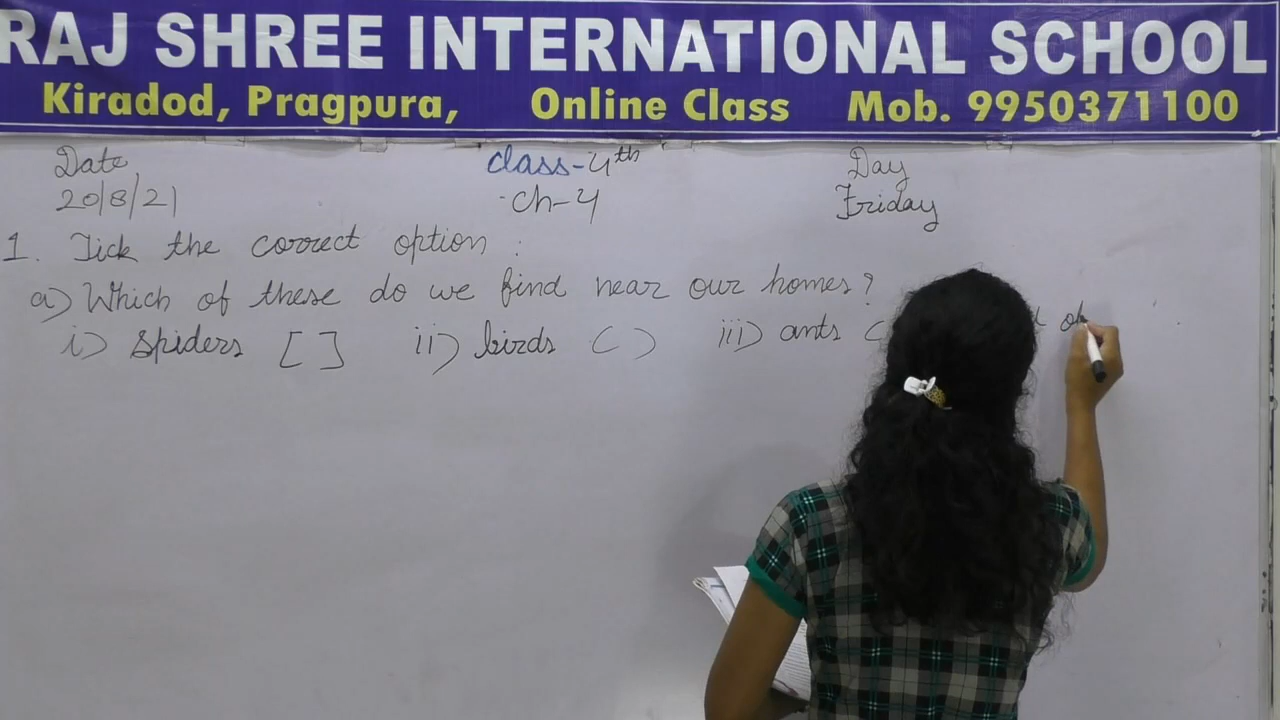 RAJ SHREE INTERNATIONAL SCHOOL
Kiradod, Pragpura, Online Class Mob. 9950371100
Date class-4th Day
20/8/21 Ch-4 Friday
1. Tick the correct option :
a) Which of these do we find near our homes?
i) spiders [ ] ii) birds ( ) iii) ants (